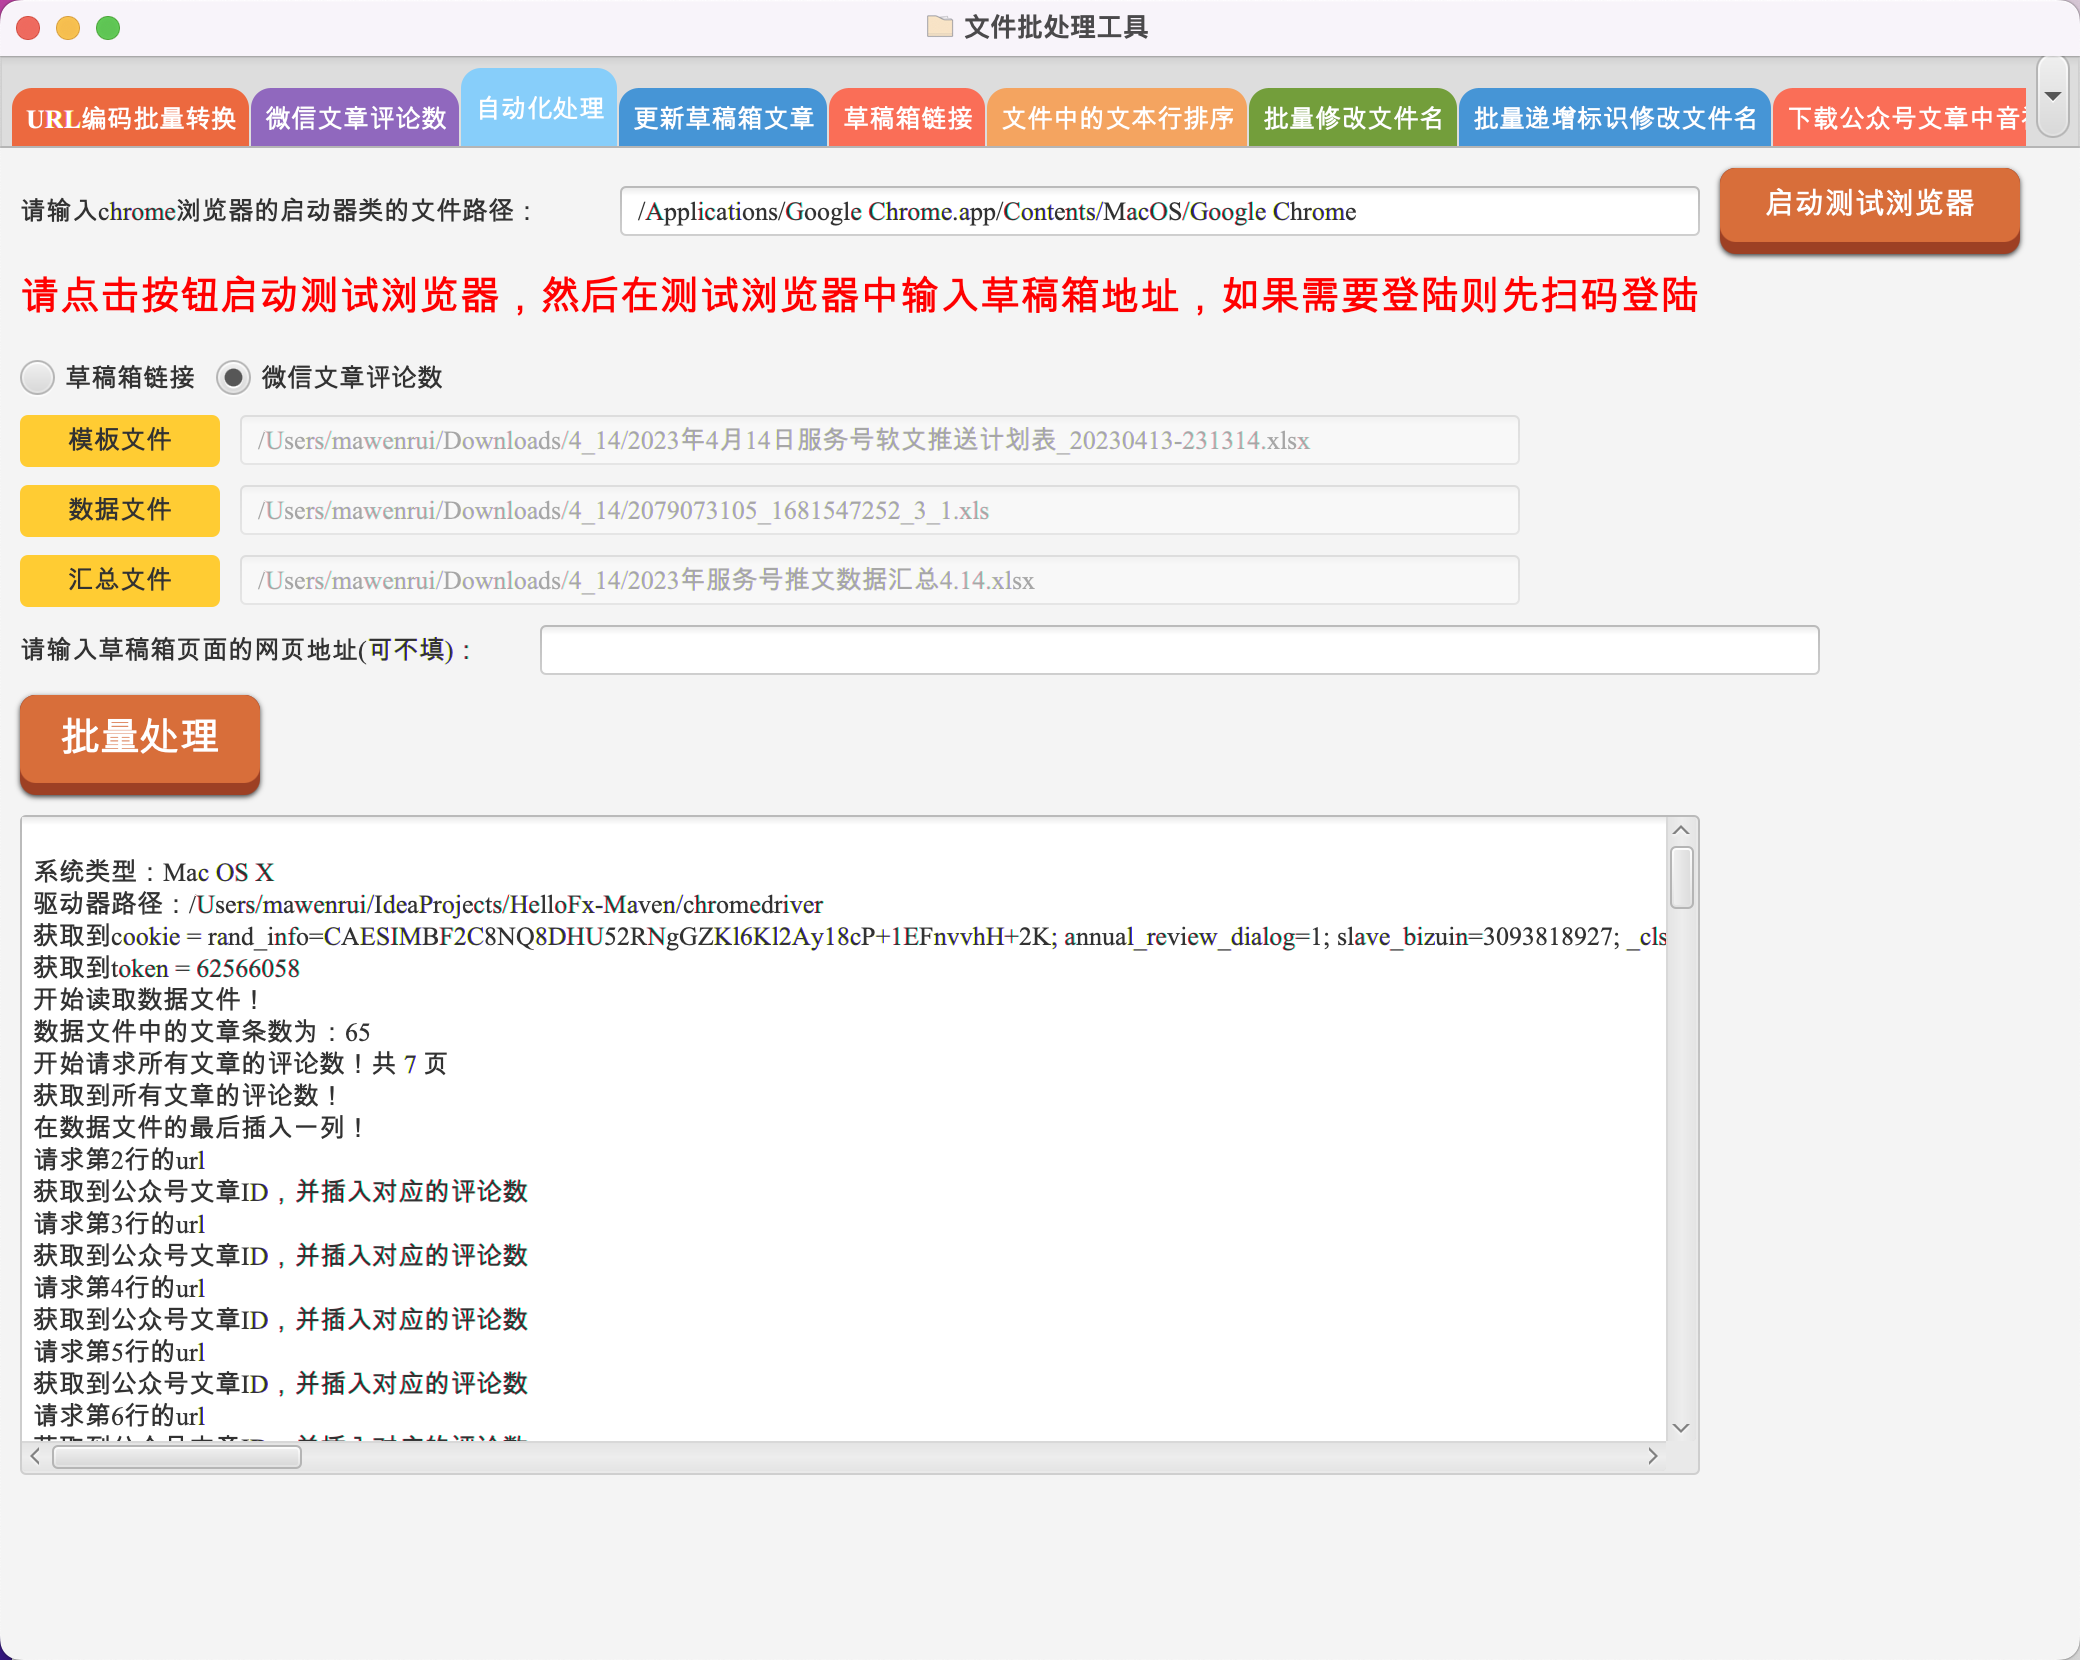 文件批处理工具
URL编码批量转换
微信文章评论数
自动化处理
更新草稿箱文章
草稿箱链接
文件中的文本行排序
批量修改文件名
批量递增标识修改文件名
下载公众号文章中音
请输入chrome浏览器的启动器类的文件路径：
/Applications/Google Chrome.app/Contents/MacOS/Google Chrome
启动测试浏览器
请点击按钮启动测试浏览器，然后在测试浏览器中输入草稿箱地址，如果需要登陆则先扫码登陆
草稿箱链接
微信文章评论数
模板文件
/Users/mawenrui/Downloads/4_14/2023年4月14日服务号软文推送计划表_20230413-231314.xlsx
数据文件
/Users/mawenrui/Downloads/4_14/2079073105_1681547252_3_1.xls
汇总文件
/Users/mawenrui/Downloads/4_14/2023年服务号推文数据汇总4.14.xlsx
请输入草稿箱页面的网页地址(可不填)：
批量处理
系统类型：Mac OS X
驱动器路径：/Users/mawenrui/IdeaProjects/HelloFx-Maven/chromedriver
获取到cookie = rand_info=CAESIMBF2C8NQ8DHU52RNgGZKl6Kl2Ay18cP+1EFnvvhH+2K; annual_review_dialog=1; slave_bizuin=3093818927; _cls
获取到token = 62566058
开始读取数据文件！
数据文件中的文章条数为：65
开始请求所有文章的评论数！共 7 页
获取到所有文章的评论数！
在数据文件的最后插入一列！
请求第2行的url
获取到公众号文章ID，并插入对应的评论数
请求第3行的url
获取到公众号文章ID，并插入对应的评论数
请求第4行的url
获取到公众号文章ID，并插入对应的评论数
请求第5行的url
获取到公众号文章ID，并插入对应的评论数
请求第6行的url
获取到公众号文章ID，并插入对应的评论数